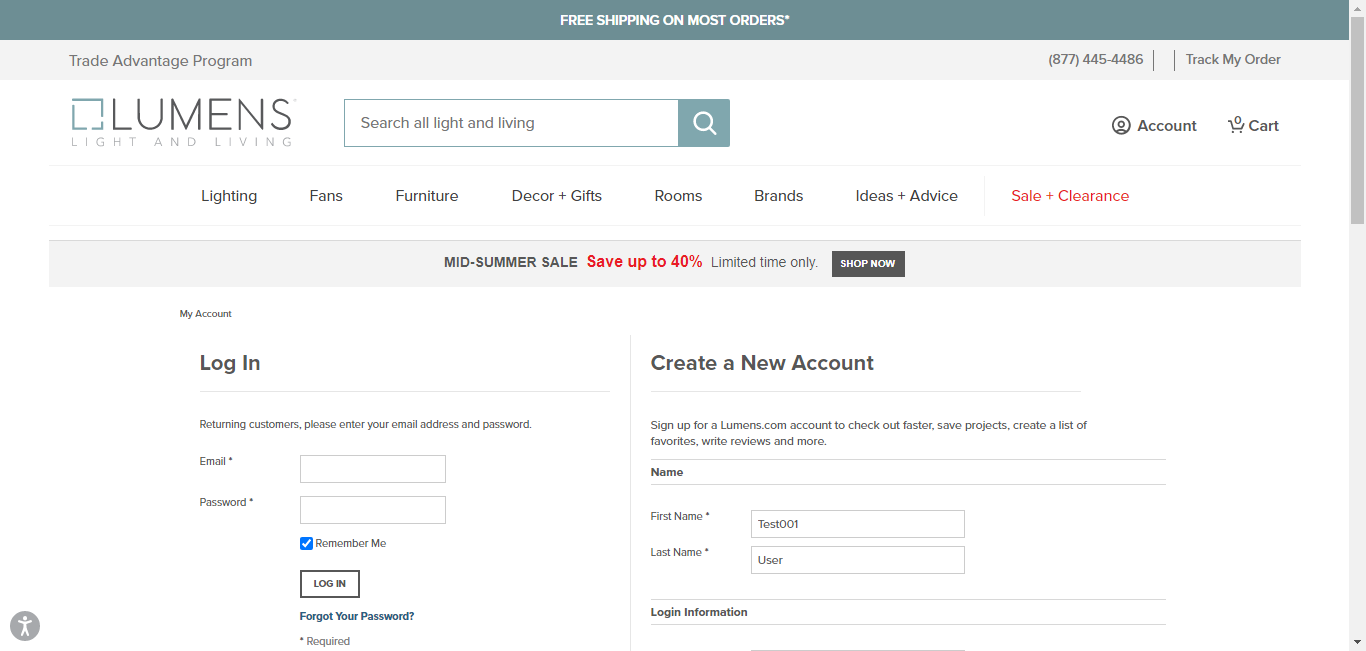 FREE SHIPPING ON MOST ORDERS*
Trade Advantage Program
(877) 445-4486
Track My Order
LUMENS
LIGHT AND LIVING
Search all light and living
Account
0
Cart
Lighting
Fans
Furniture
Decor + Gifts
Rooms
Brands
Ideas + Advice
Sale + Clearance
MID-SUMMER SALE Save up to 40% Limited time only. SHOP NOW
My Account
Log In
Returning customers, please enter your email address and password.
Email *
Password *
Remember Me
LOG IN
Forgot Your Password?
* Required
Create a New Account
Sign up for a Lumens.com account to check out faster, save projects, create a list of
favorites, write reviews and more.
Name
First Name *
Test001
Last Name *
User
Login Information